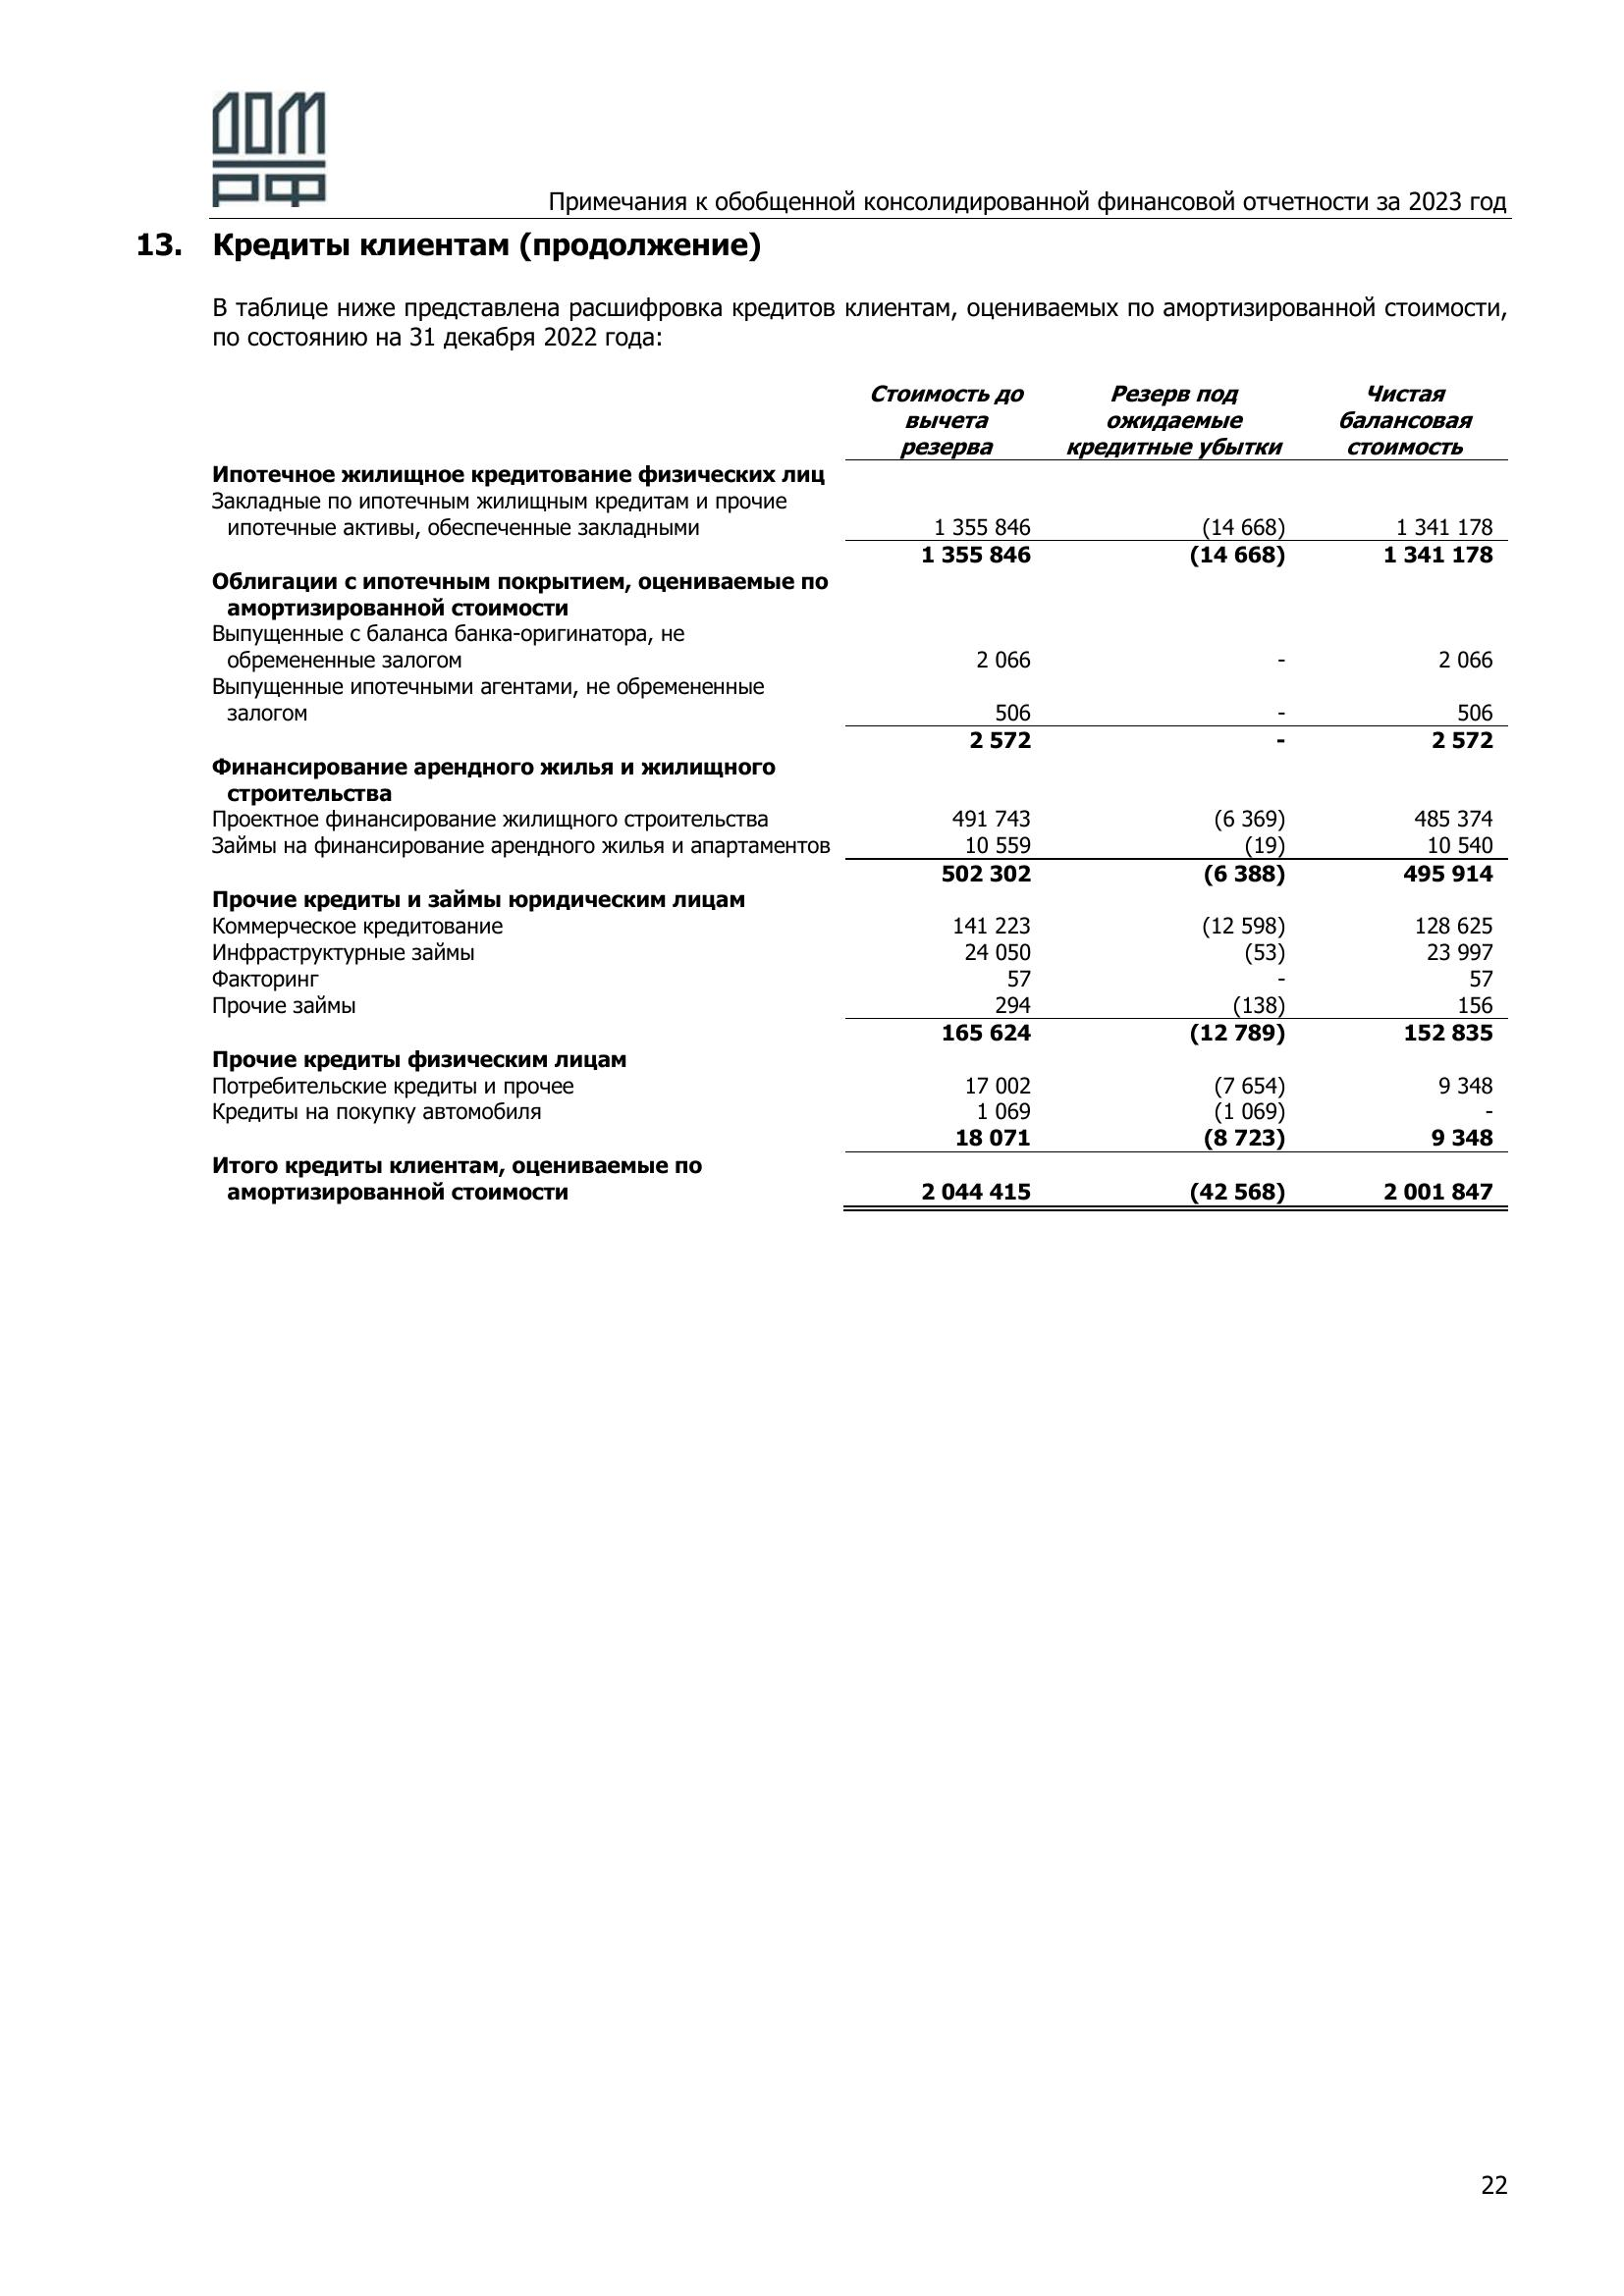 ДОМ
РФ
Примечания к обобщенной консолидированной финансовой отчетности за 2023 год
13. Кредиты клиентам (продолжение)
В таблице ниже представлена расшифровка кредитов клиентам, оцениваемых по амортизированной стоимости,
по состоянию на 31 декабря 2022 года:
Стоимость до Резерв под Чистая
вычета ожидаемые балансовая
резерва кредитные убытки стоимость
Ипотечное жилищное кредитование физических лиц
Закладные по ипотечным жилищным кредитам и прочие
ипотечные активы, обеспеченные закладными 1 355 846 (14 668) 1 341 178
1 355 846 (14 668) 1 341 178
Облигации с ипотечным покрытием, оцениваемые по
амортизированной стоимости
Выпущенные с баланса банка-оригинатора, не
обремененные залогом 2 066 - 2 066
Выпущенные ипотечными агентами, не обремененные
залогом 506 - 506
2 572 - 2 572
Финансирование арендного жилья и жилищного
строительства
Проектное финансирование жилищного строительства 491 743 (6 369) 485 374
Займы на финансирование арендного жилья и апартаментов 10 559 (19) 10 540
502 302 (6 388) 495 914
Прочие кредиты и займы юридическим лицам
Коммерческое кредитование 141 223 (12 598) 128 625
Инфраструктурные займы 24 050 (53) 23 997
Факторинг 57 - 57
Прочие займы 294 (138) 156
165 624 (12 789) 152 835
Прочие кредиты физическим лицам
Потребительские кредиты и прочее 17 002 (7 654) 9 348
Кредиты на покупку автомобиля 1 069 (1 069) -
18 071 (8 723) 9 348
Итого кредиты клиентам, оцениваемые по
амортизированной стоимости 2 044 415 (42 568) 2 001 847
22